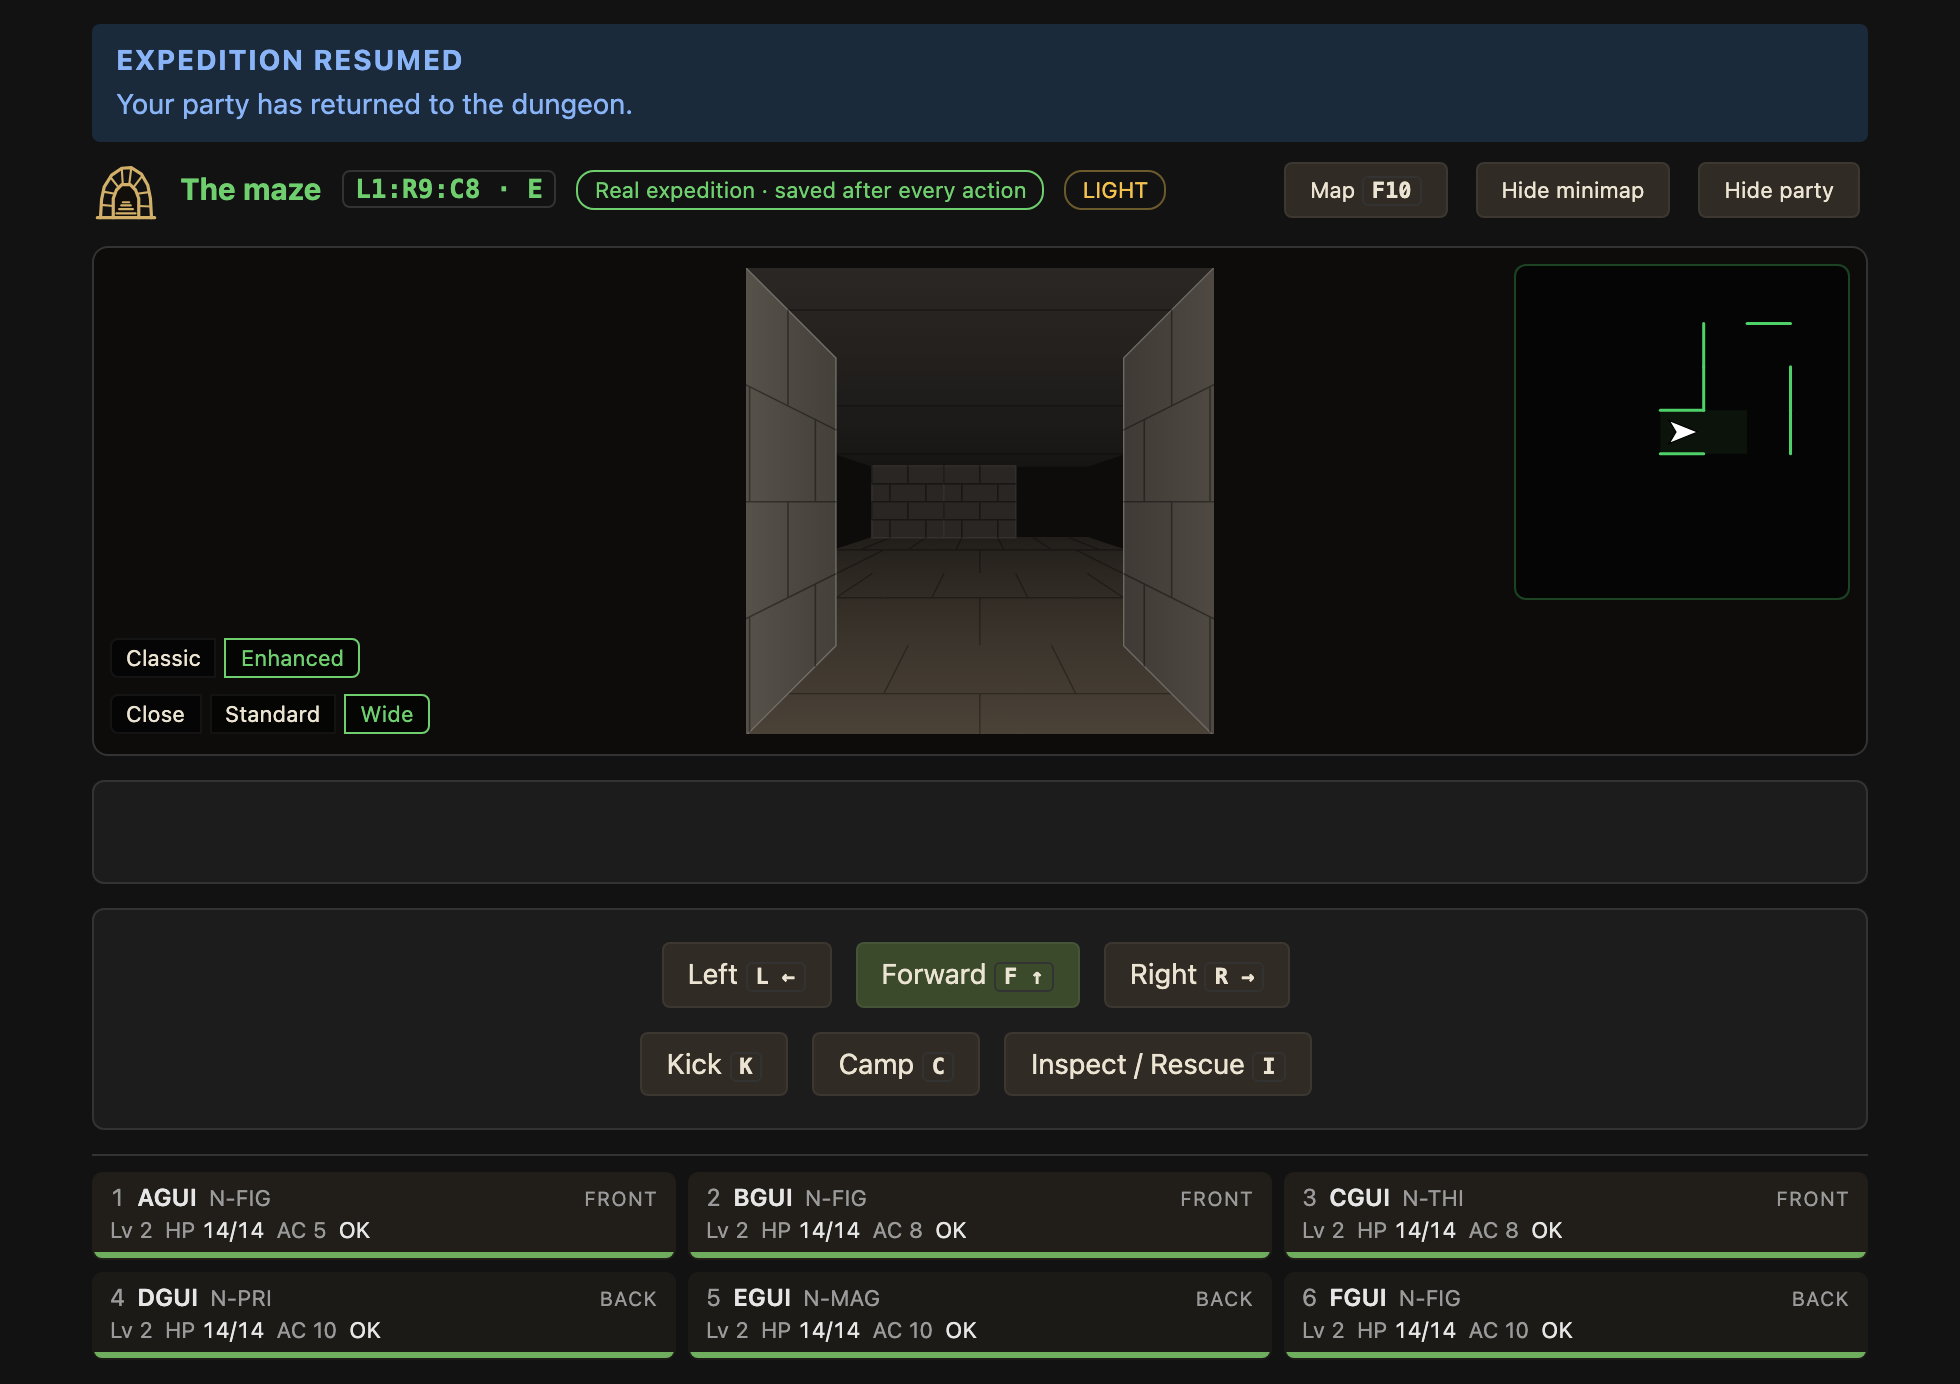 EXPEDITION RESUMED
Your party has returned to the dungeon.
The maze L1:R9:C8 · E Real expedition · saved after every action LIGHT Map F10 Hide minimap Hide party
Classic Enhanced
Close Standard Wide
Left L ← Forward F ↑ Right R →
Kick K Camp C Inspect / Rescue I
1 AGUI N-FIG FRONT
Lv 2 HP 14/14 AC 5 OK
2 BGUI N-FIG FRONT
Lv 2 HP 14/14 AC 8 OK
3 CGUI N-THI FRONT
Lv 2 HP 14/14 AC 8 OK
4 DGUI N-PRI BACK
Lv 2 HP 14/14 AC 10 OK
5 EGUI N-MAG BACK
Lv 2 HP 14/14 AC 10 OK
6 FGUI N-FIG BACK
Lv 2 HP 14/14 AC 10 OK